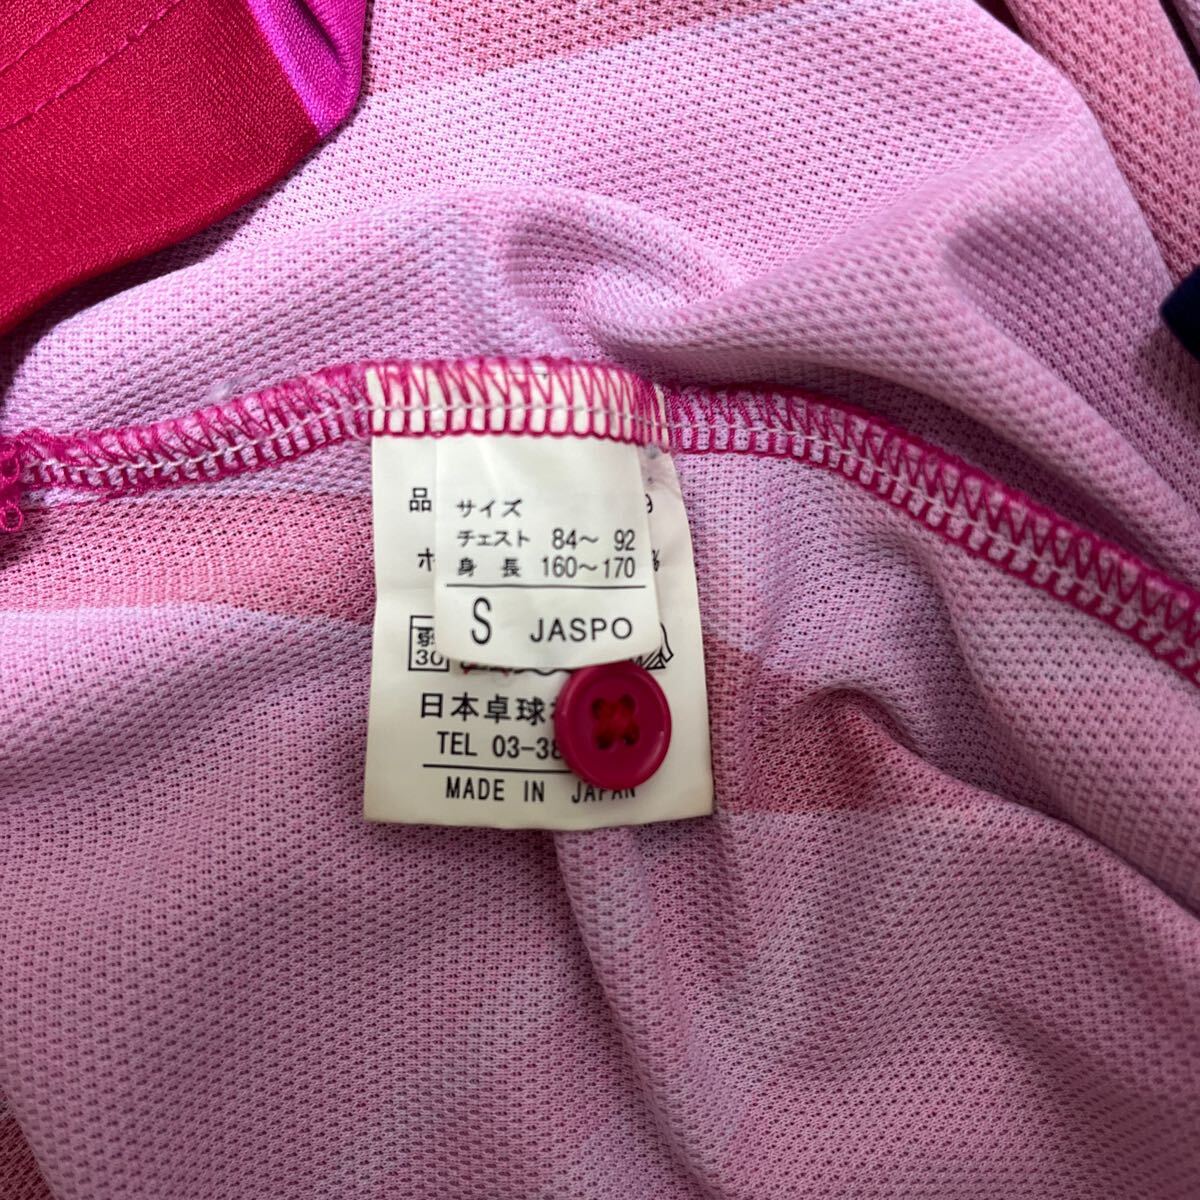 サイズ
チェスト 84～ 92
身 長 160～170
S JASPO
品 9
%
30
日本卓球
TEL 03-38
MADE IN JAPAN